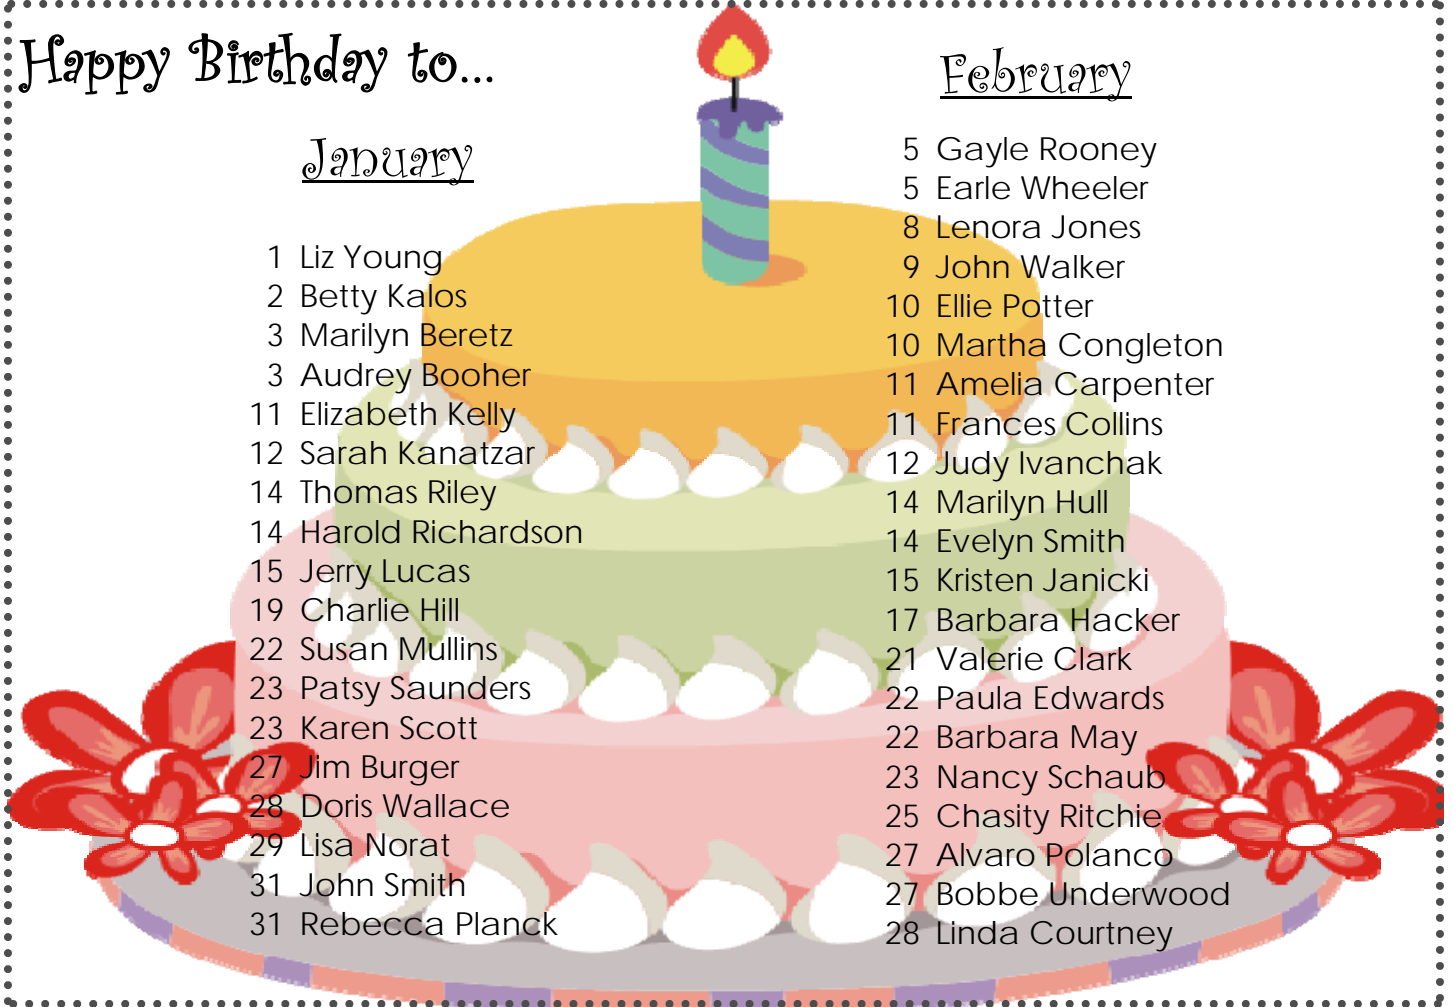 Happy Birthday to...
January
1 Liz Young
2 Betty Kalos
3 Marilyn Beretz
3 Audrey Booher
11 Elizabeth Kelly
12 Sarah Kanatzar
14 Thomas Riley
14 Harold Richardson
15 Jerry Lucas
19 Charlie Hill
22 Susan Mullins
23 Patsy Saunders
23 Karen Scott
27 Jim Burger
28 Doris Wallace
29 Lisa Norat
31 John Smith
31 Rebecca Planck
February
5 Gayle Rooney
5 Earle Wheeler
8 Lenora Jones
9 John Walker
10 Ellie Potter
10 Martha Congleton
11 Amelia Carpenter
11 Frances Collins
12 Judy Ivanchak
14 Marilyn Hull
14 Evelyn Smith
15 Kristen Janicki
17 Barbara Hacker
21 Valerie Clark
22 Paula Edwards
22 Barbara May
23 Nancy Schaub
25 Chasity Ritchie
27 Alvaro Polanco
27 Bobbe Underwood
28 Linda Courtney